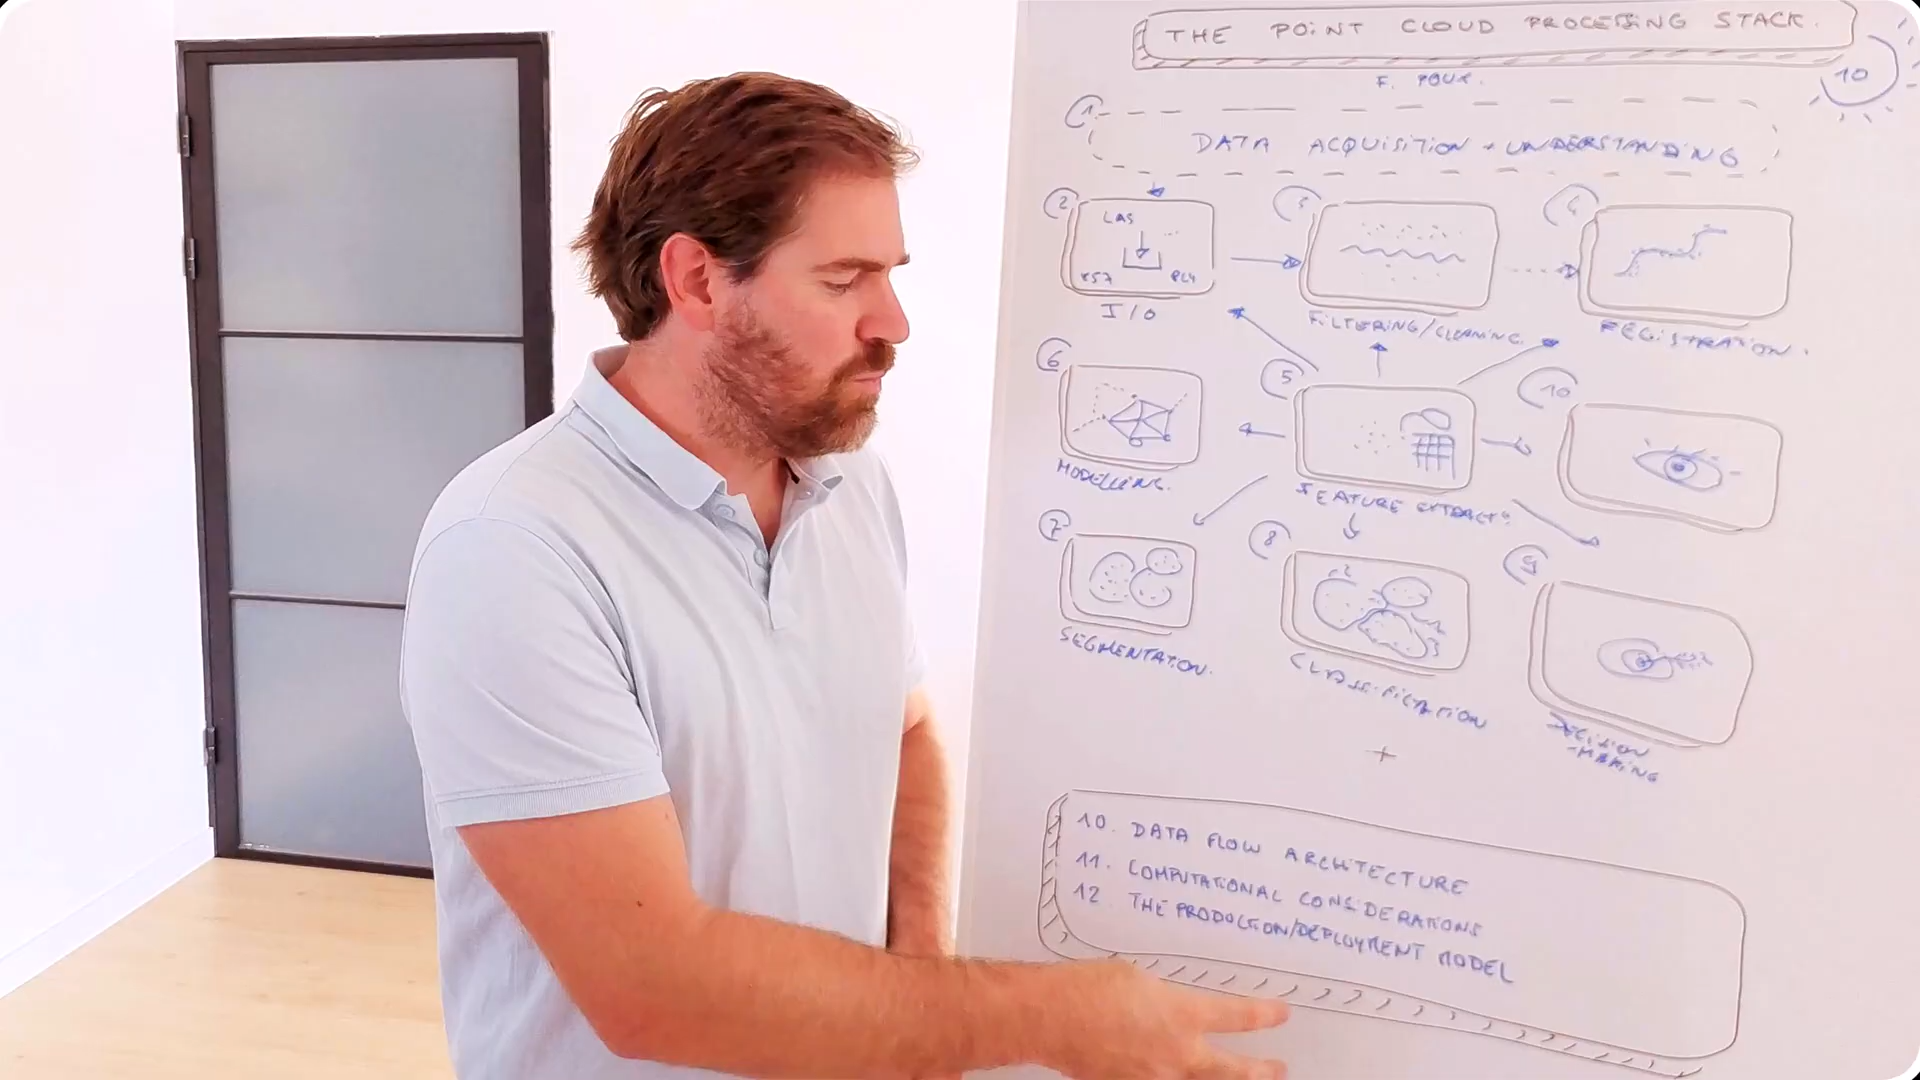 THE POINT CLOUD PROCESSING STACK.
F. POUX.
10
1
DATA ACQUISITION + UNDERSTANDING
2
LAS
PLY
I/O
3
FILTERING/CLEANING
4
REGISTRATION.
6
MODELLING.
5
FEATURE EXTRACT°
10
7
SEGMENTATION.
8
CLASSIFICATION
9
DECISION
-MAKING
+
10. DATA FLOW ARCHITECTURE
11. COMPUTATIONAL CONSIDERATIONS
12 THE PRODUCTION/DEPLOYMENT MODEL